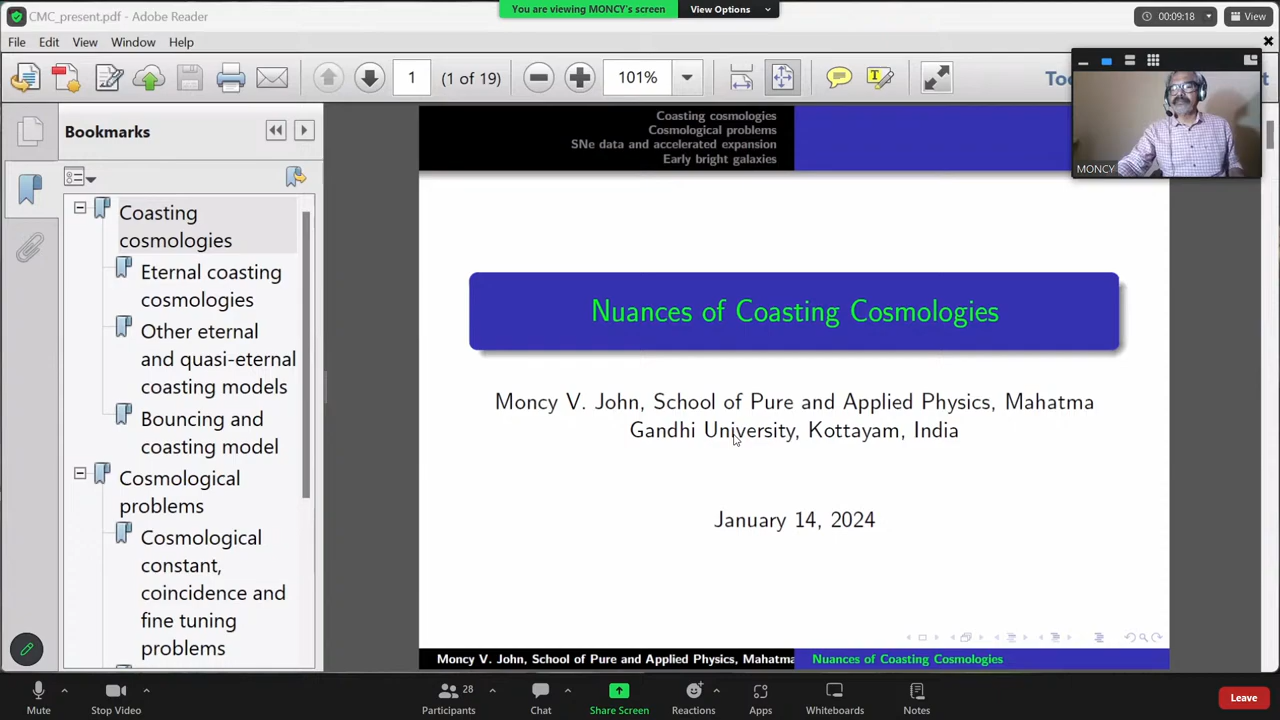 You are viewing MONCY's screen
View Options
CMC_present.pdf - Adobe Reader
00:09:18
View
File Edit View Window Help
1 (1 of 19) 101%
MONCY
Bookmarks
Coasting
cosmologies
Eternal coasting
cosmologies
Other eternal
and quasi-eternal
coasting models
Bouncing and
coasting model
Cosmological
problems
Cosmological
constant,
coincidence and
fine tuning
problems
Coasting cosmologies
Cosmological problems
SNe data and accelerated expansion
Early bright galaxies
Nuances of Coasting Cosmologies
Moncy V. John, School of Pure and Applied Physics, Mahatma
Gandhi University, Kottayam, India
January 14, 2024
Moncy V. John, School of Pure and Applied Physics, Mahatma
Nuances of Coasting Cosmologies
Mute
Stop Video
Participants 28
Chat
Share Screen
Reactions
Apps
Whiteboards
Notes
Leave